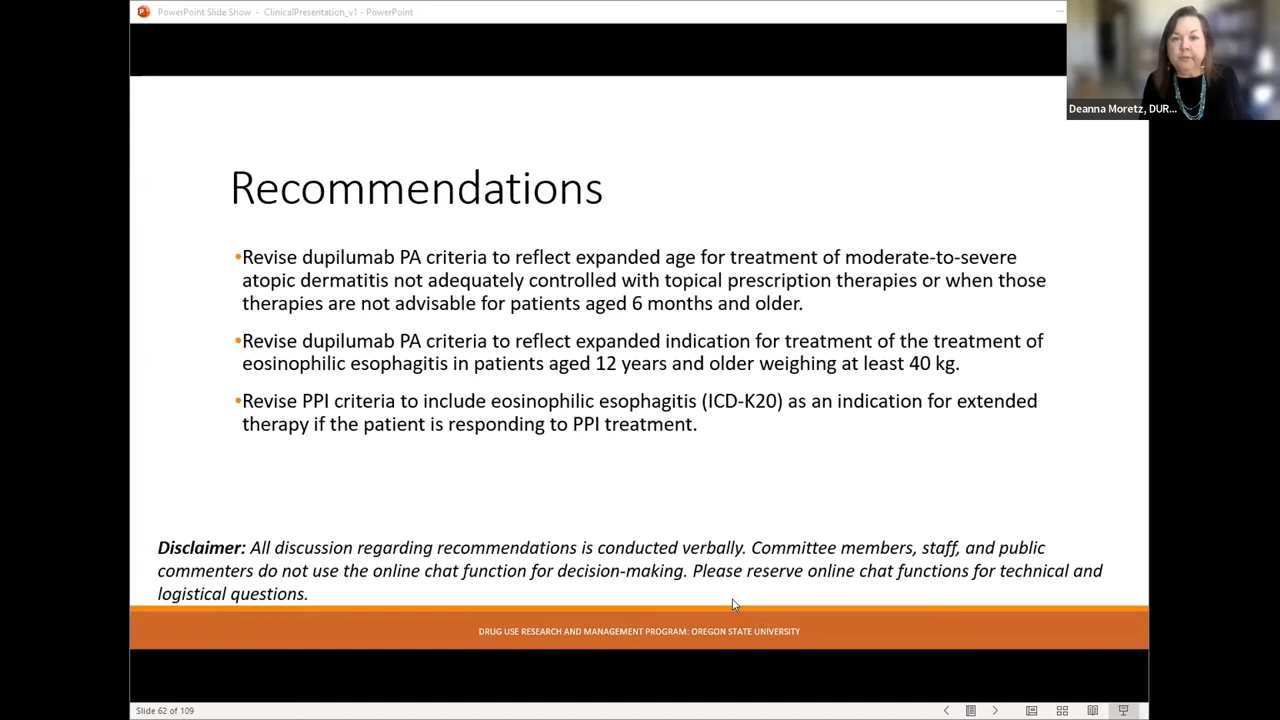 PowerPoint Slide Show - ClinicalPresentation_v1 - PowerPoint
Deanna Moretz, DUR...
Recommendations
•Revise dupilumab PA criteria to reflect expanded age for treatment of moderate-to-severe
atopic dermatitis not adequately controlled with topical prescription therapies or when those
therapies are not advisable for patients aged 6 months and older.
•Revise dupilumab PA criteria to reflect expanded indication for treatment of the treatment of
eosinophilic esophagitis in patients aged 12 years and older weighing at least 40 kg.
•Revise PPI criteria to include eosinophilic esophagitis (ICD-K20) as an indication for extended
therapy if the patient is responding to PPI treatment.
Disclaimer: All discussion regarding recommendations is conducted verbally. Committee members, staff, and public
commenters do not use the online chat function for decision-making. Please reserve online chat functions for technical and
logistical questions.
DRUG USE RESEARCH AND MANAGEMENT PROGRAM: OREGON STATE UNIVERSITY
Slide 62 of 109